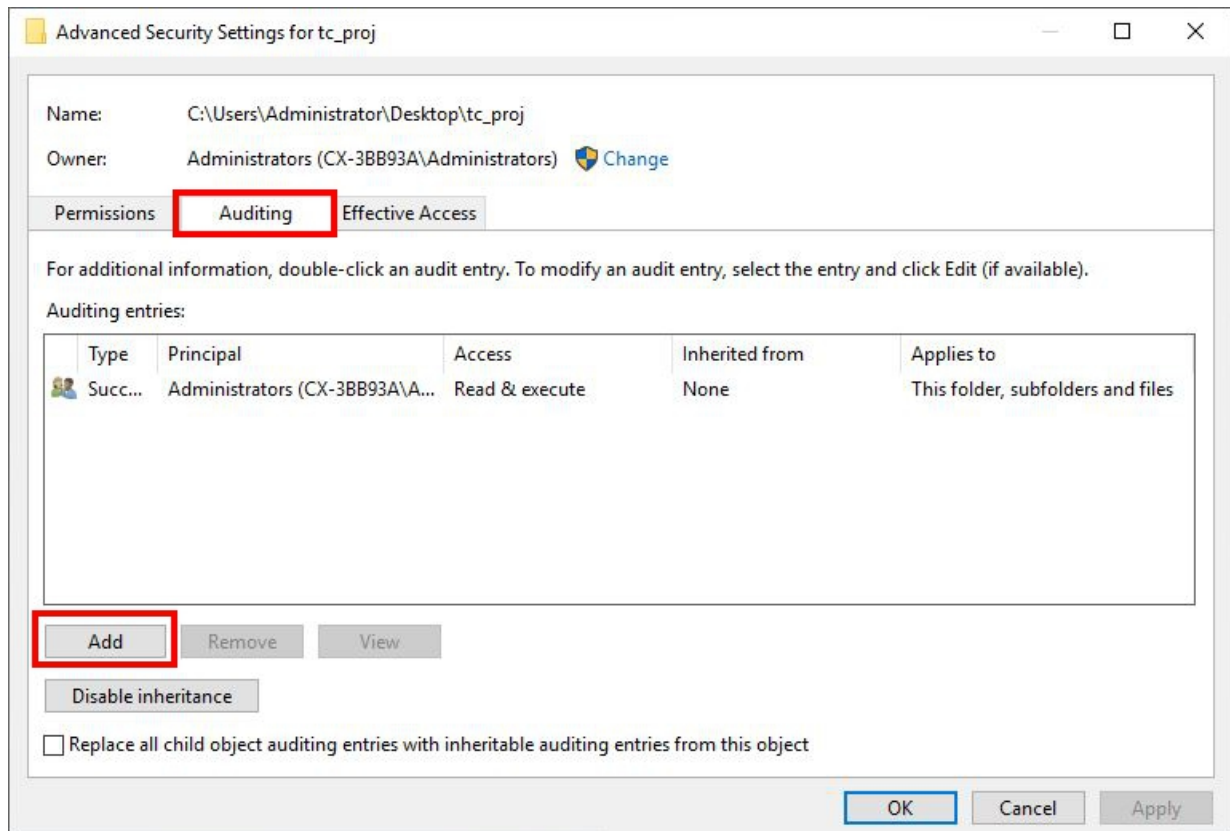 Advanced Security Settings for tc_proj
Name: C:\Users\Administrator\Desktop\tc_proj
Owner: Administrators (CX-3BB93A\Administrators) Change
Permissions Auditing Effective Access
For additional information, double-click an audit entry. To modify an audit entry, select the entry and click Edit (if available).
Auditing entries:
Type Principal Access Inherited from Applies to
Succ... Administrators (CX-3BB93A\A... Read & execute None This folder, subfolders and files
Add Remove View
Disable inheritance
Replace all child object auditing entries with inheritable auditing entries from this object
OK Cancel Apply